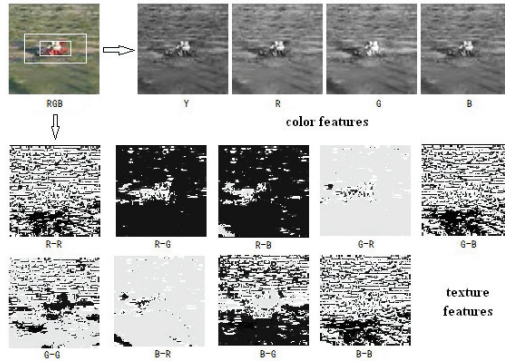 RGB
Y
R
G
B
color features
R-R
R-G
R-B
G-R
G-B
G-G
B-R
B-G
B-B
texture
features